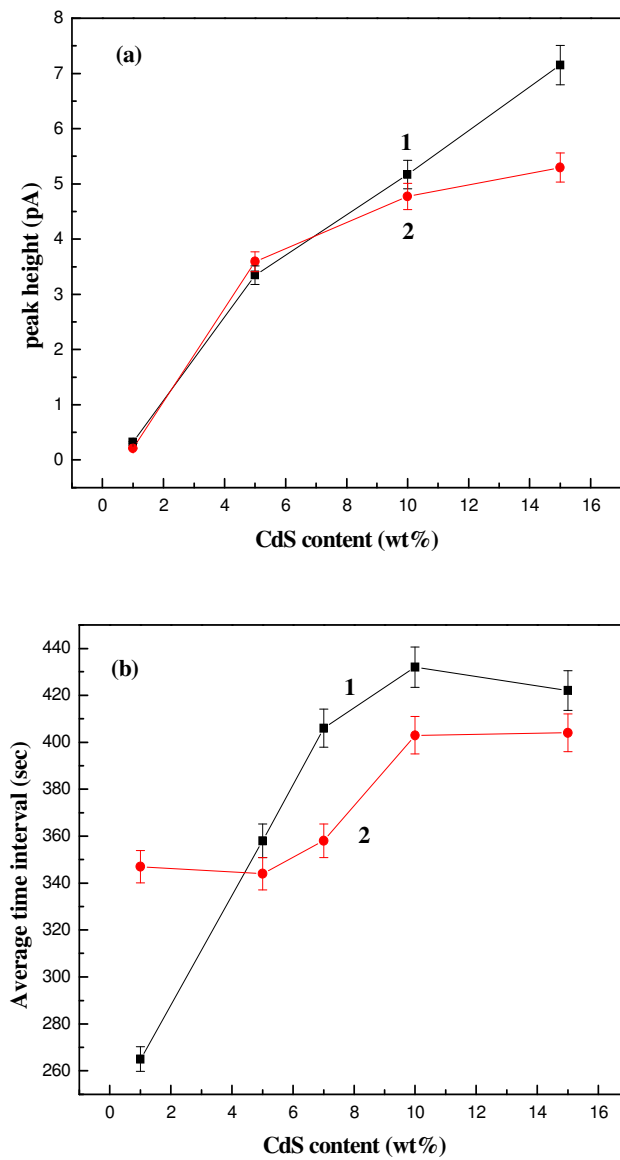 (a)
8
7
6
5
4
3
2
1
0
1
2
peak height (pA)
0 2 4 6 8 10 12 14 16
CdS content (wt%)
(b)
440
420
400
380
360
340
320
300
280
260
1
2
Average time interval (sec)
0 2 4 6 8 10 12 14 16
CdS content (wt%)